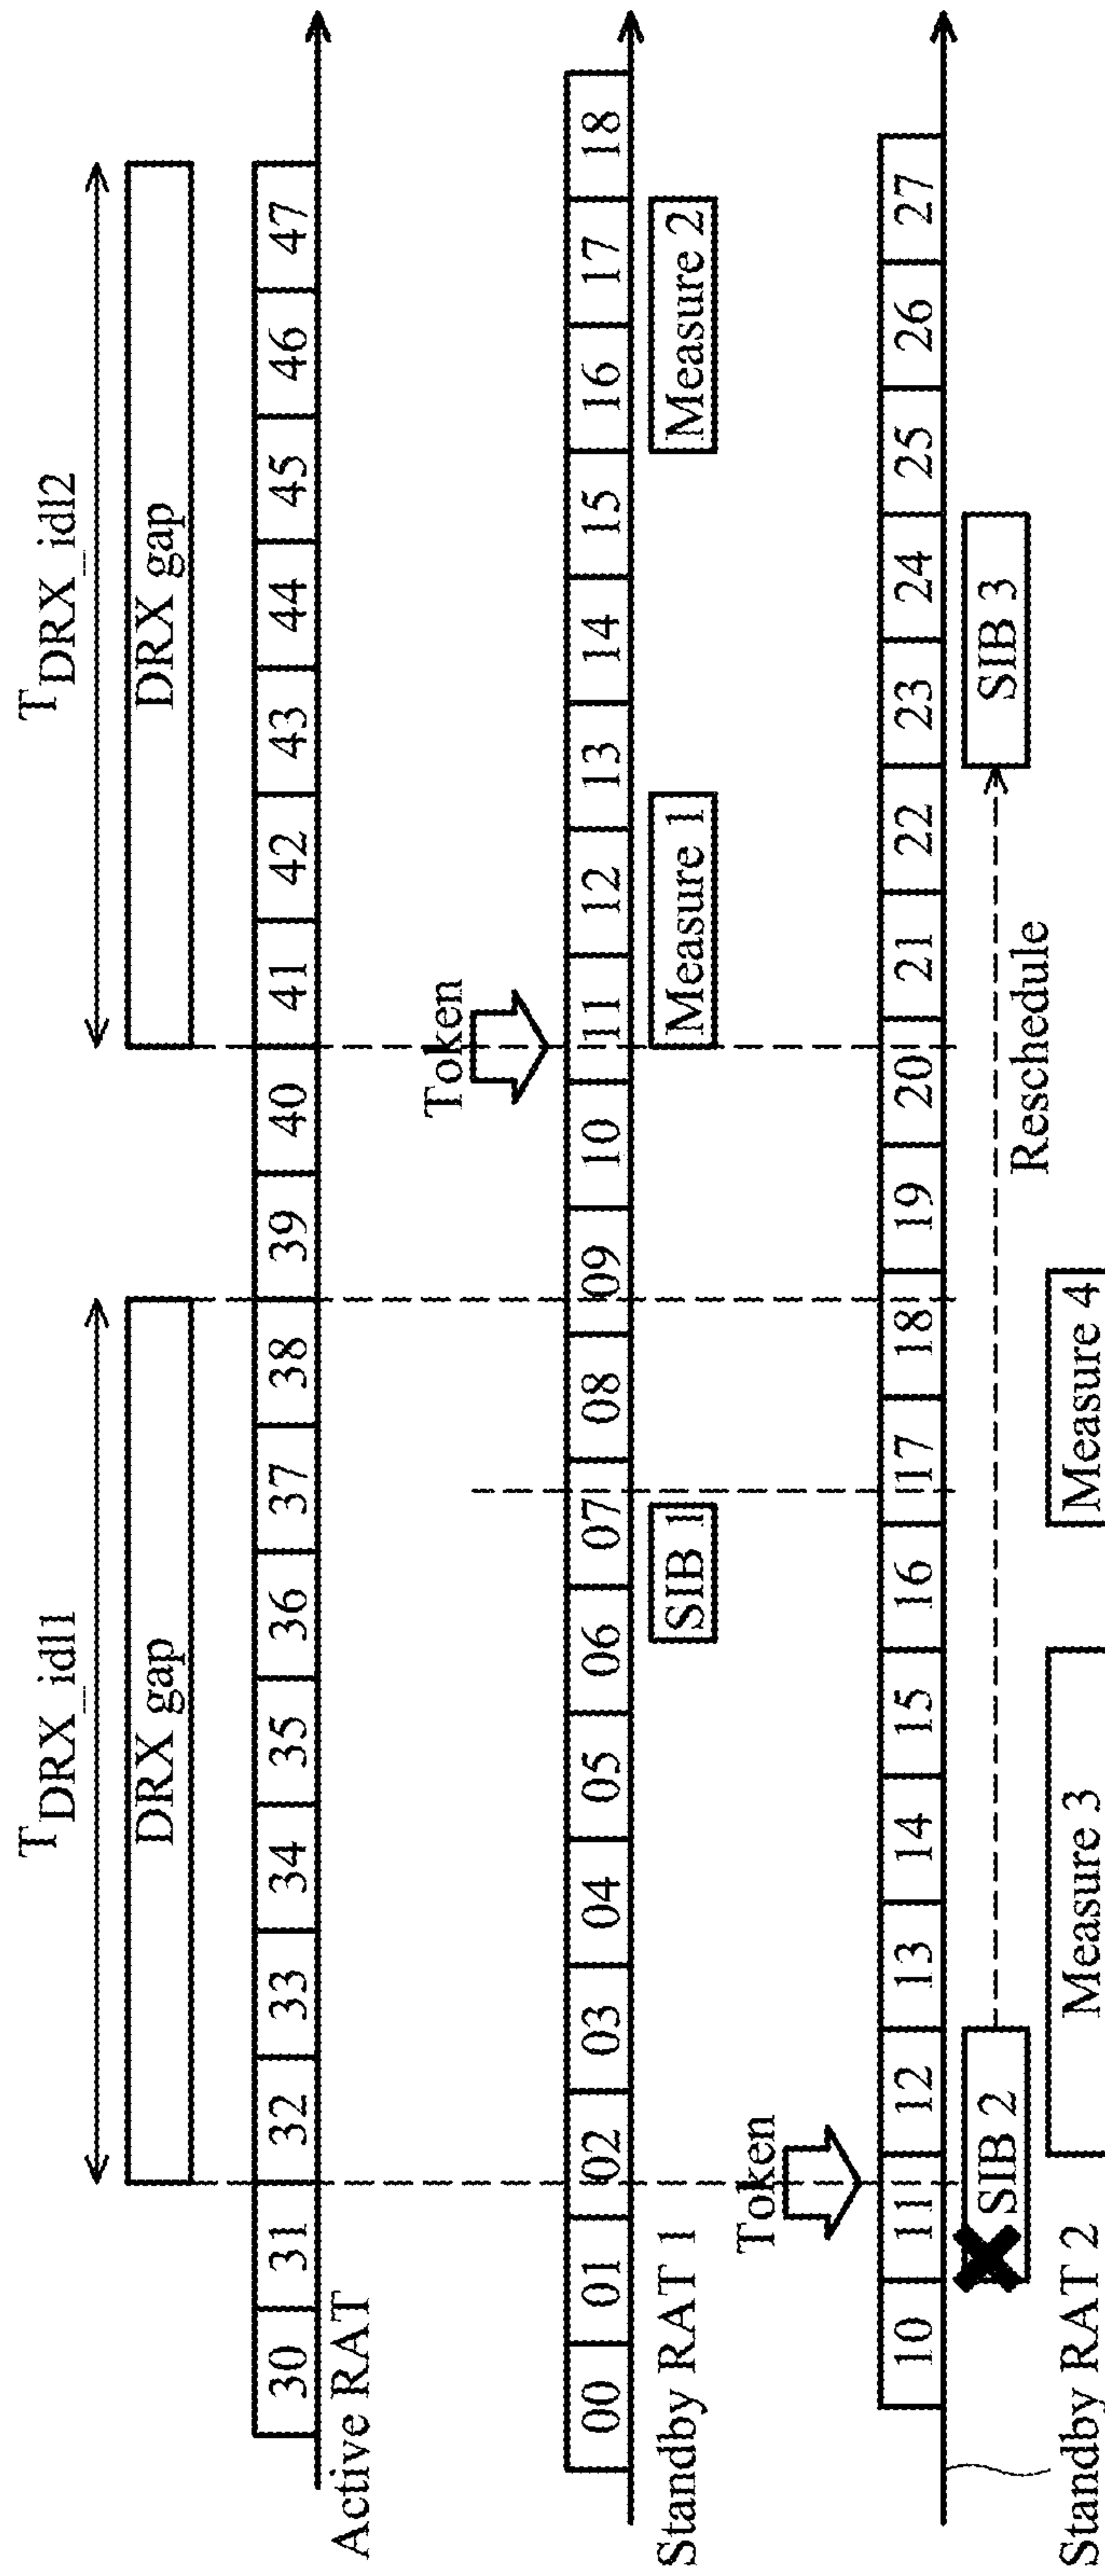 T DRX_idl1 T DRX_idl2
DRX gap DRX gap
30 31 32 33 34 35 36 37 38 39 40 41 42 43 44 45 46 47
Active RAT
Token
00 01 02 03 04 05 06 07 08 09 10 11 12 13 14 15 16 17 18
Standby RAT 1 SIB 1 Measure 1 Measure 2
Token
10 11 12 13 14 15 16 17 18 19 20 21 22 23 24 25 26 27
SIB 2 SIB 3
Reschedule
Standby RAT 2 Measure 3 Measure 4